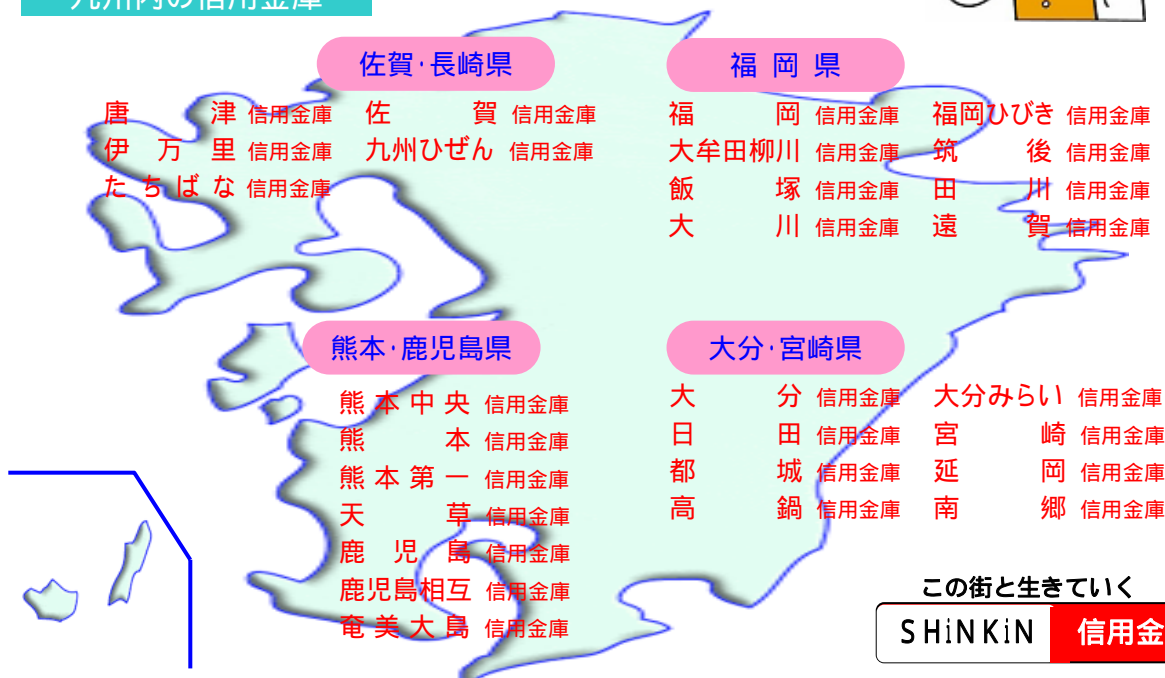 九州内の信用金庫
佐賀・長崎県
唐津信用金庫 佐賀信用金庫
伊万里信用金庫 九州ひぜん信用金庫
たちばな信用金庫
福岡県
福岡信用金庫 福岡ひびき信用金庫
大牟田柳川信用金庫 筑後信用金庫
飯塚信用金庫 田川信用金庫
大川信用金庫 遠賀信用金庫
熊本・鹿児島県
熊本中央信用金庫
熊本信用金庫
熊本第一信用金庫
天草信用金庫
鹿児島信用金庫
鹿児島相互信用金庫
奄美大島信用金庫
大分・宮崎県
大分信用金庫 大分みらい信用金庫
日田信用金庫 宮崎信用金庫
都城信用金庫 延岡信用金庫
高鍋信用金庫 南郷信用金庫
この街と生きていく
SHiNKiN 信用金